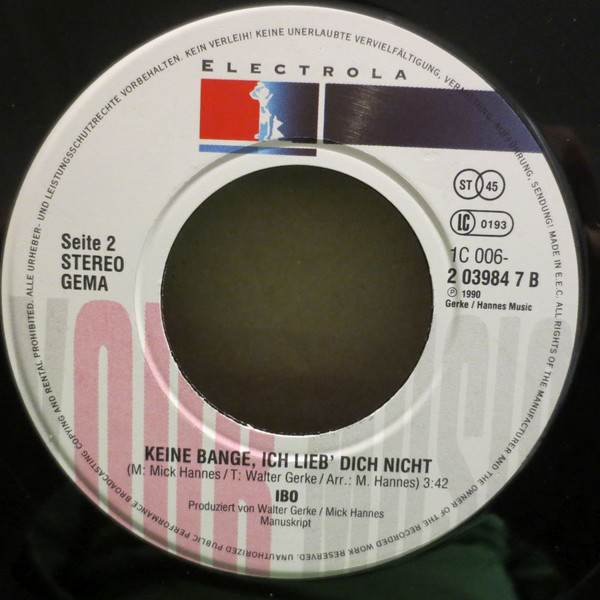 ALLE URHEBER- UND LEISTUNGSSCHUTZRECHTE VORBEHALTEN. KEIN VERLEIH! KEINE UNERLAUBTE VERVIELFÄLTIGUNG, VERMIETUNG, AUFFÜHRUNG, SENDUNG! MADE IN E.E.C. ALL RIGHTS OF THE MANUFACTURER AND OF THE OWNER OF THE RECORDED WORK RESERVED. UNAUTHORIZED PUBLIC PERFORMANCE BROADCASTING COPYING AND RENTAL PROHIBITED.
ELECTROLA
ST 45
LC 0193
Seite 2
STEREO
GEMA
1C 006-
2 03984 7 B
℗ 1990
Gerke / Hannes Music
KEINE BANGE, ICH LIEB' DICH NICHT
(M: Mick Hannes / T: Walter Gerke / Arr.: M. Hannes) 3:42
IBO
Produziert von Walter Gerke / Mick Hannes
Manuskript